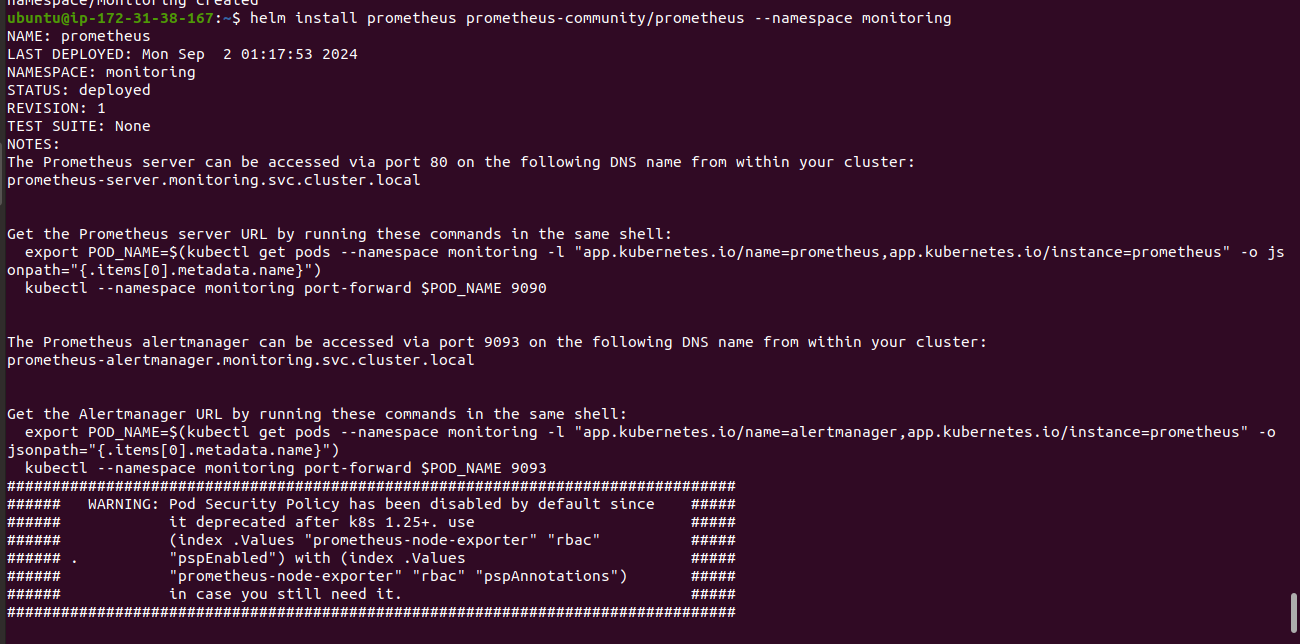 namespace/monitoring created
ubuntu@ip-172-31-38-167:~$ helm install prometheus prometheus-community/prometheus --namespace monitoring
NAME: prometheus
LAST DEPLOYED: Mon Sep  2 01:17:53 2024
NAMESPACE: monitoring
STATUS: deployed
REVISION: 1
TEST SUITE: None
NOTES:
The Prometheus server can be accessed via port 80 on the following DNS name from within your cluster:
prometheus-server.monitoring.svc.cluster.local
Get the Prometheus server URL by running these commands in the same shell:
  export POD_NAME=$(kubectl get pods --namespace monitoring -l "app.kubernetes.io/name=prometheus,app.kubernetes.io/instance=prometheus" -o js
onpath="{.items[0].metadata.name}")
  kubectl --namespace monitoring port-forward $POD_NAME 9090
The Prometheus alertmanager can be accessed via port 9093 on the following DNS name from within your cluster:
prometheus-alertmanager.monitoring.svc.cluster.local
Get the Alertmanager URL by running these commands in the same shell:
  export POD_NAME=$(kubectl get pods --namespace monitoring -l "app.kubernetes.io/name=alertmanager,app.kubernetes.io/instance=prometheus" -o
jsonpath="{.items[0].metadata.name}")
  kubectl --namespace monitoring port-forward $POD_NAME 9093
#################################################################################
######   WARNING: Pod Security Policy has been disabled by default since    #####
######            it deprecated after k8s 1.25+. use                        #####
######            (index .Values "prometheus-node-exporter" "rbac"          #####
###### .          "pspEnabled") with (index .Values                         #####
######            "prometheus-node-exporter" "rbac" "pspAnnotations")       #####
######            in case you still need it.                                #####
#################################################################################